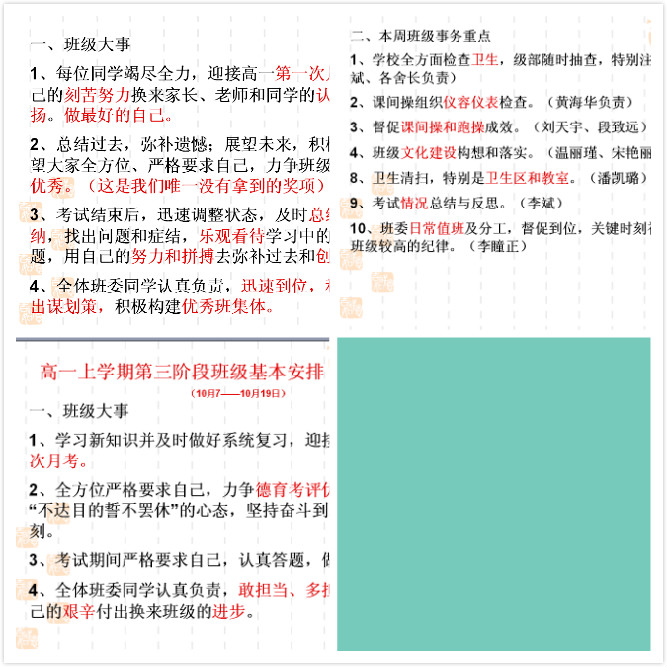 一、班级大事
1、每位同学竭尽全力，迎接高一第一次
己的刻苦努力换来家长、老师和同学的认
扬。做最好的自己。
2、总结过去，弥补遗憾；展望未来，积
望大家全方位、严格要求自己，力争班级
优秀。（这是我们唯一没有拿到的奖项）
3、考试结束后，迅速调整状态，及时总
纳，找出问题和症结，乐观看待学习中的
题，用自己的努力和拼搏去弥补过去和创
4、全体班委同学认真负责，迅速到位，
出谋划策，积极构建优秀班集体。
二、本周班级事务重点
1、学校全方面检查卫生，级部随时抽查，特别注
斌、各舍长负责）
2、课间操组织仪容仪表检查。（黄海华负责）
3、督促课间操和跑操成效。（刘天宇、段致远）
4、班级文化建设构想和落实。（温丽瑾、宋艳丽
8、卫生清扫，特别是卫生区和教室。（潘凯璐）
9、考试情况总结与反思。（李斌）
10、班委日常值班及分工，督促到位，关键时刻
班级较高的纪律。（李瞳正）
高一上学期第三阶段班级基本安排
（10月7——10月19日）
一、班级大事
1、学习新知识并及时做好系统复习，迎接
次月考。
2、全方位严格要求自己，力争德育考评优
“不达目的誓不罢休”的心态，坚持奋斗到
刻。
3、考试期间严格要求自己，认真答题，做
4、全体班委同学认真负责，敢担当、多
己的艰辛付出换来班级的进步。